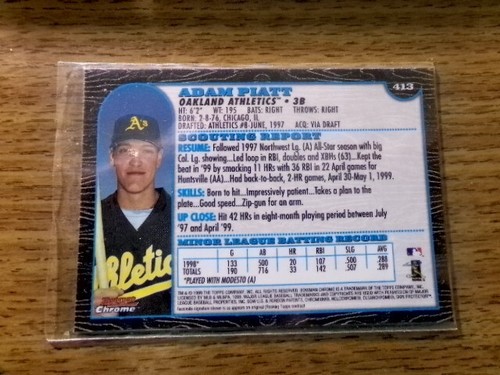 413
ADAM PIATT
OAKLAND ATHLETICS™ • 3B
HT: 6'2" WT: 195 BATS: RIGHT THROWS: RIGHT
BORN: 2-8-76, CHICAGO, IL
DRAFTED: ATHLETICS #8-JUNE, 1997 ACQ: VIA DRAFT
SCOUTING REPORT
RESUME: Followed 1997 Northwest Lg. (A) All-Star season with big
Cal. Lg. showing...Led loop in RBI, doubles and XBHs (63)...Kept the
beat in '99 by smacking 11 HRs with 36 RBI in 22 April games for
Huntsville (AA)...Had back-to-back, 2-HR games, April 30-May 1, 1999.
SKILLS: Born to hit...Impressively patient...Takes a plan to the
plate...Good speed...Zip-gun for an arm.
UP CLOSE: Hit 42 HRs in eight-month playing period between July
'97 and April '99.
MINOR LEAGUE BATTING RECORD
G AB HR RBI SLG AVG
1998* 133 500 20 107 .500 .288
TOTALS 190 716 33 142 .507 .289
*PLAYED WITH MODESTO (A)
A's
Athletic
Bowman
Chrome